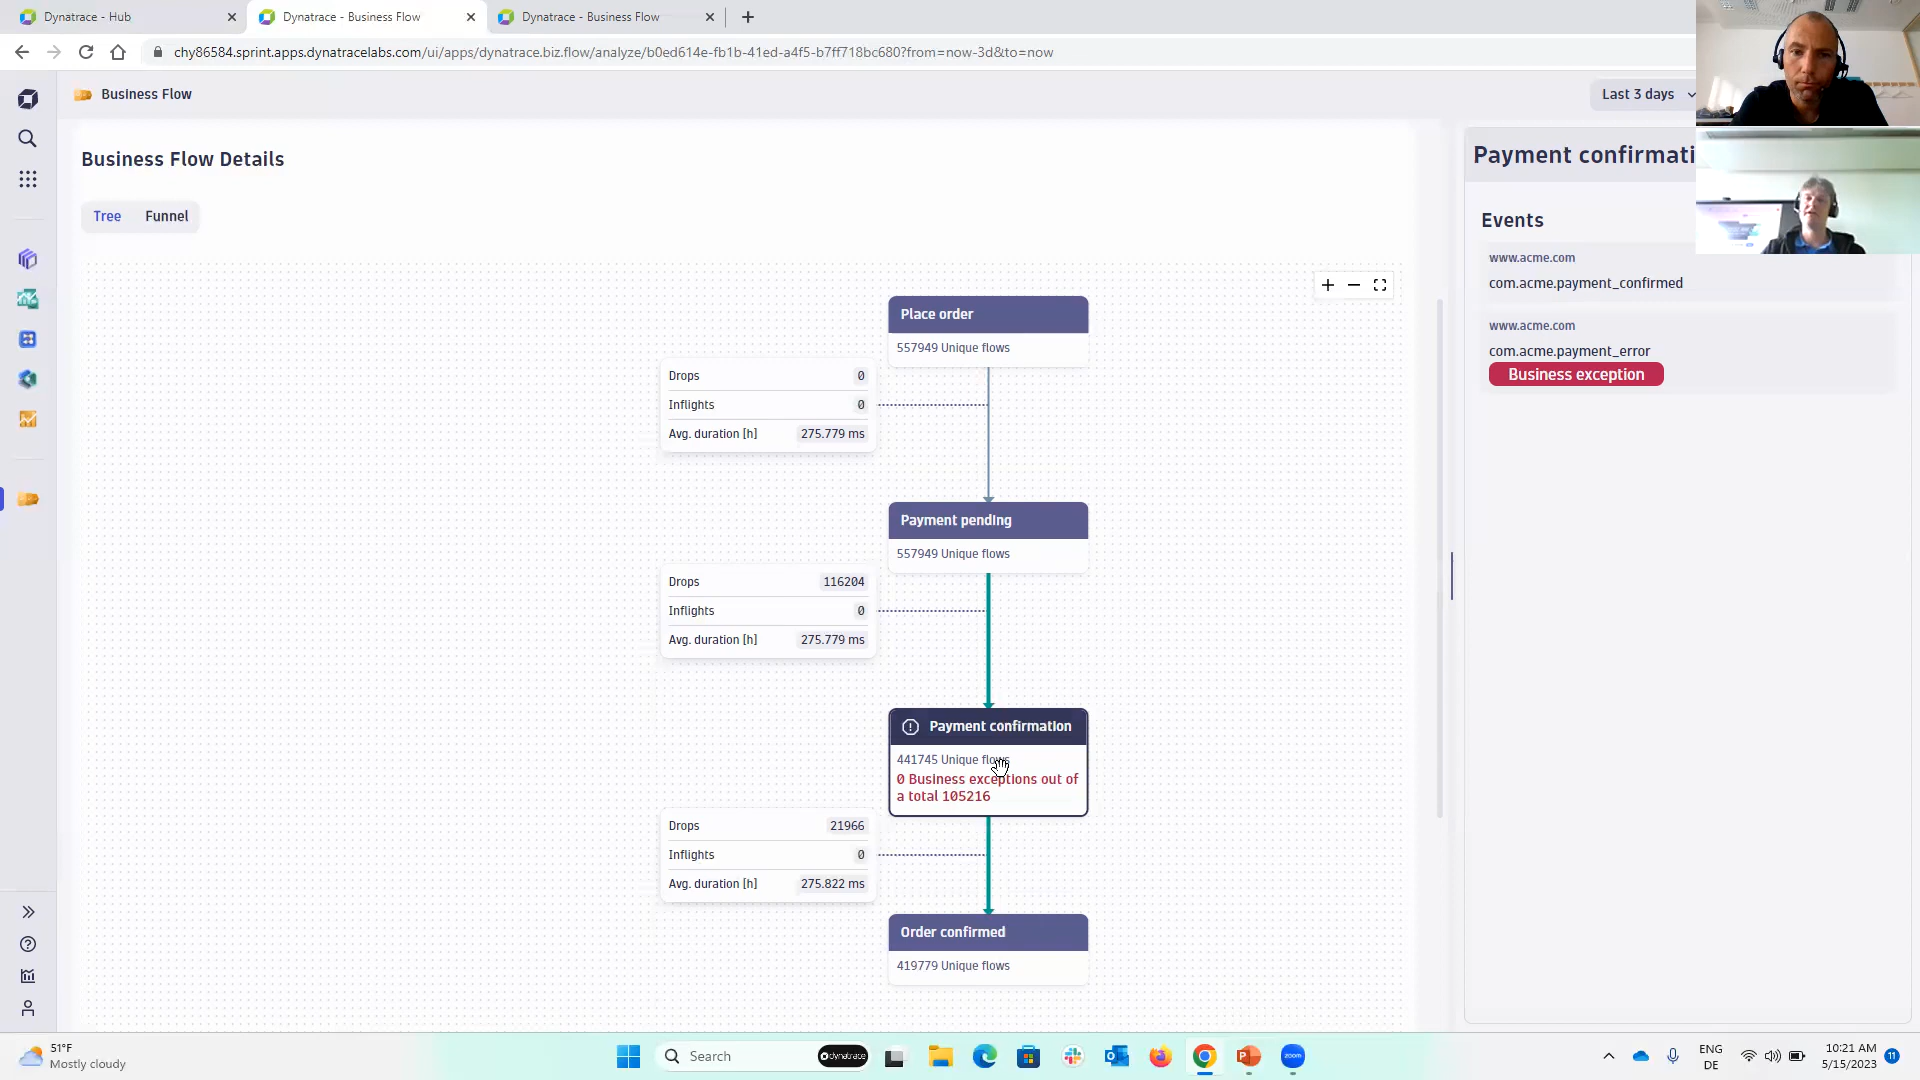 Dynatrace - Hub
Dynatrace - Business Flow
Dynatrace - Business Flow
chy86584.sprint.apps.dynatracelabs.com/ui/apps/dynatrace.biz.flow/analyze/b0ed614e-fb1b-41ed-a4f5-b7ff718bc680?from=now-3d&to=now
Business Flow
Last 3 days
Business Flow Details
Tree
Funnel
Place order
557949 Unique flows
Drops 0
Inflights 0
Avg. duration [h] 275.779 ms
Payment pending
557949 Unique flows
Drops 116204
Inflights 0
Avg. duration [h] 275.779 ms
Payment confirmation
441745 Unique flows
0 Business exceptions out of
a total 105216
Drops 21966
Inflights 0
Avg. duration [h] 275.822 ms
Order confirmed
419779 Unique flows
Payment confirmati
Events
www.acme.com
com.acme.payment_confirmed
www.acme.com
com.acme.payment_error
Business exception
51°F
Mostly cloudy
Search
dynatrace
zoom
ENG
DE
10:21 AM
5/15/2023
11